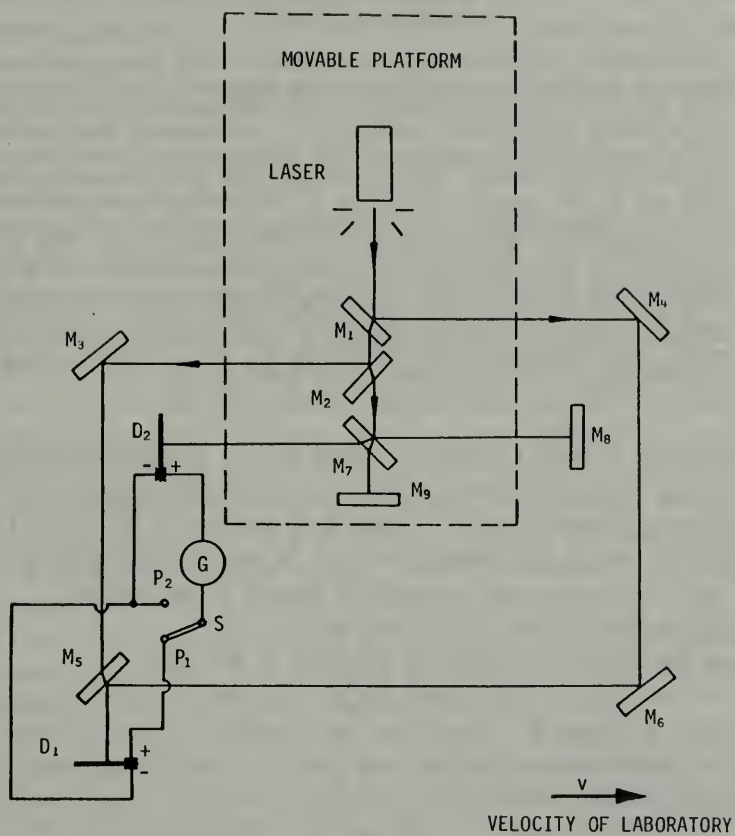 MOVABLE PLATFORM
LASER
M₁
M₄
M₃
M₂
D₂
M₇
M₈
- +
M₉
G
P₂
S
P₁
M₅
M₆
D₁
+
-
v
VELOCITY OF LABORATORY